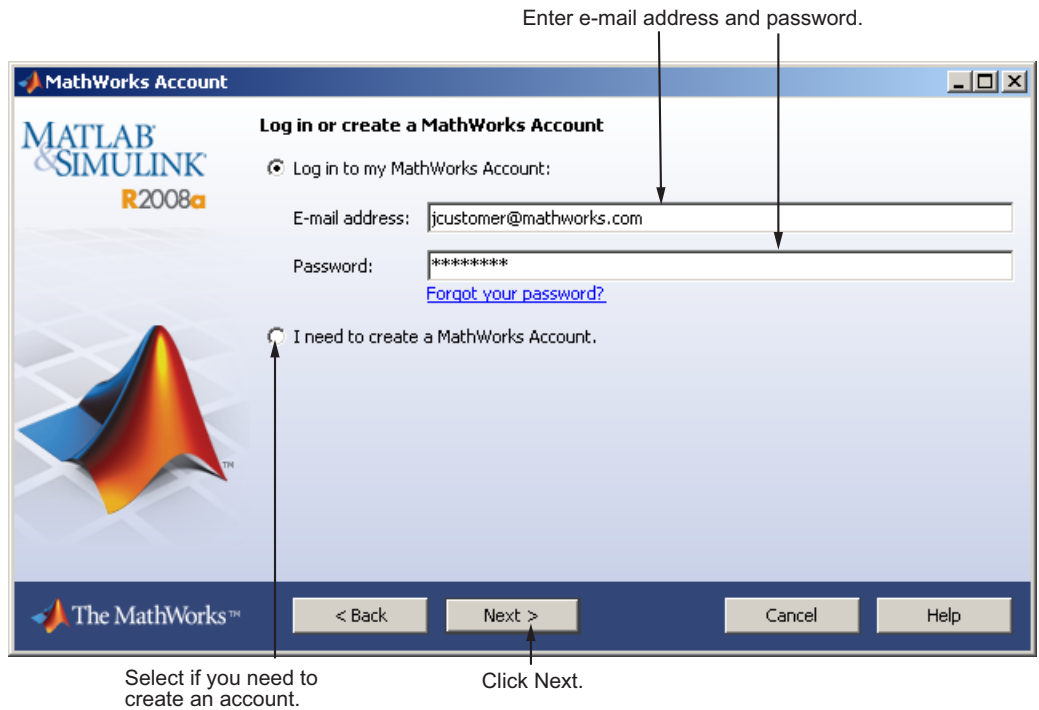 Enter e-mail address and password.
MathWorks Account
MATLAB
&SIMULINK
R2008a
Log in or create a MathWorks Account
Log in to my MathWorks Account:
E-mail address: jcustomer@mathworks.com
Password: ********
Forgot your password?
I need to create a MathWorks Account.
TM
The MathWorks™
< Back
Next >
Cancel
Help
Select if you need to
create an account.
Click Next.